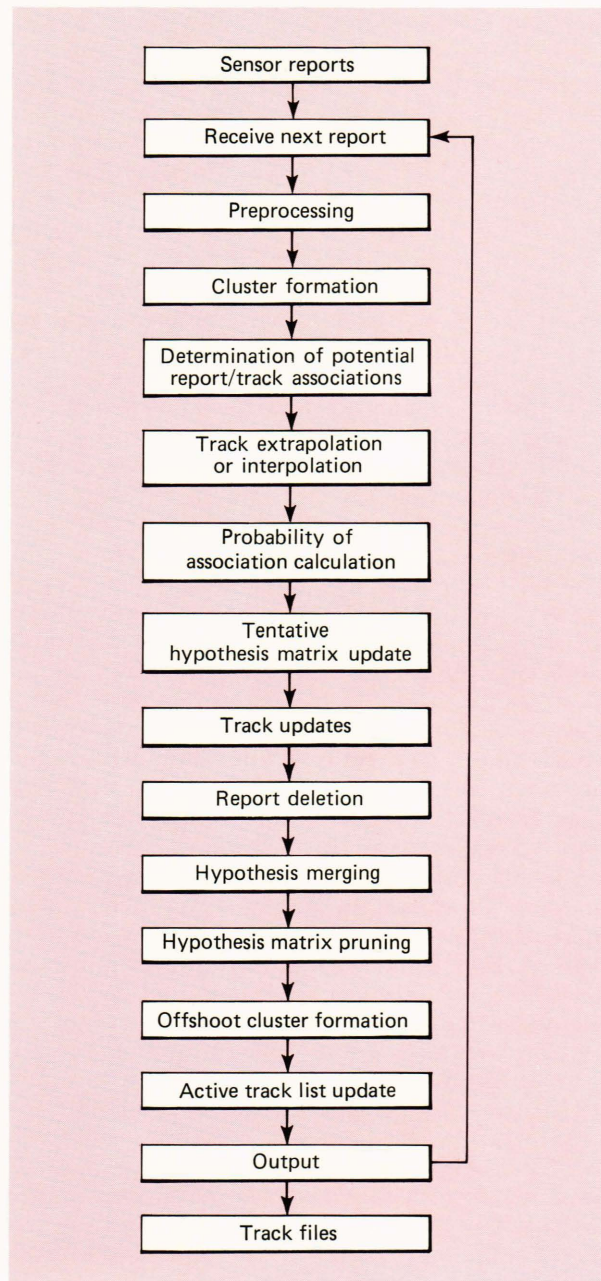 Sensor reports
Receive next report
Preprocessing
Cluster formation
Determination of potential
report/track associations
Track extrapolation
or interpolation
Probability of
association calculation
Tentative
hypothesis matrix update
Track updates
Report deletion
Hypothesis merging
Hypothesis matrix pruning
Offshoot cluster formation
Active track list update
Output
Track files